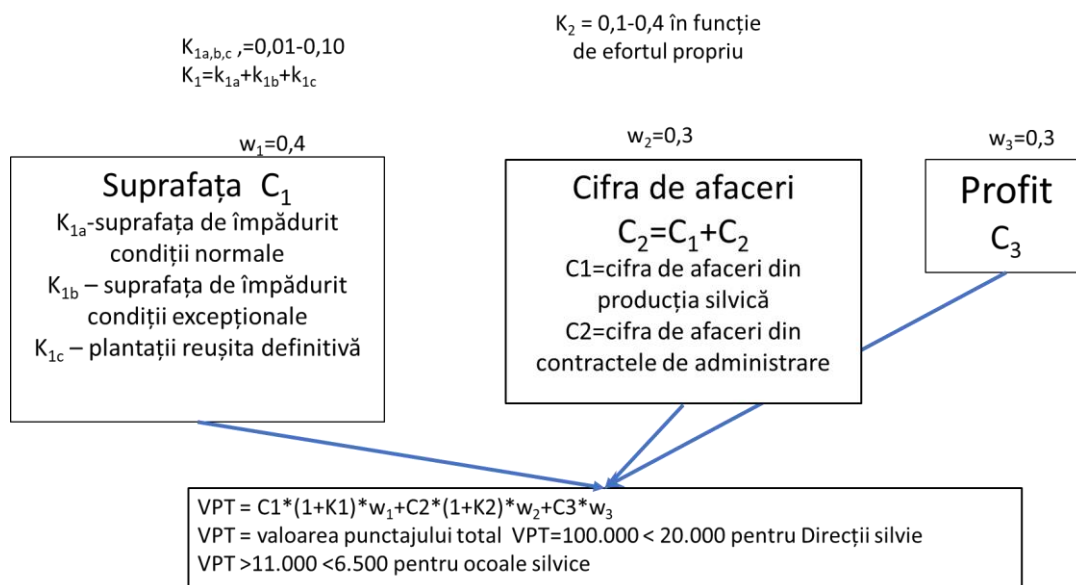 K1a,b,c ,=0,01-0,10
K1=k1a+k1b+k1c
K2 = 0,1-0,4 în funcție
de efortul propriu
w1=0,4
Suprafața C1
K1a-suprafața de împădurit
condiții normale
K1b – suprafața de împădurit
condiții excepționale
K1c – plantații reușita definitivă
w2=0,3
Cifra de afaceri
C2=C1+C2
C1=cifra de afaceri din
producția silvică
C2=cifra de afaceri din
contractele de administrare
w3=0,3
Profit
C3
VPT = C1*(1+K1)*w1+C2*(1+K2)*w2+C3*w3
VPT = valoarea punctajului total VPT=100.000 < 20.000 pentru Direcții silvie
VPT >11.000 <6.500 pentru ocoale silvice